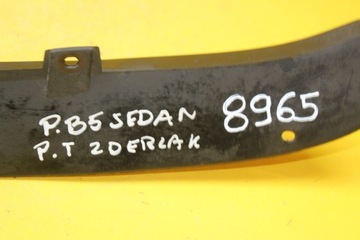 P.B5 SEDAN 8965
P.T ZDERZAK